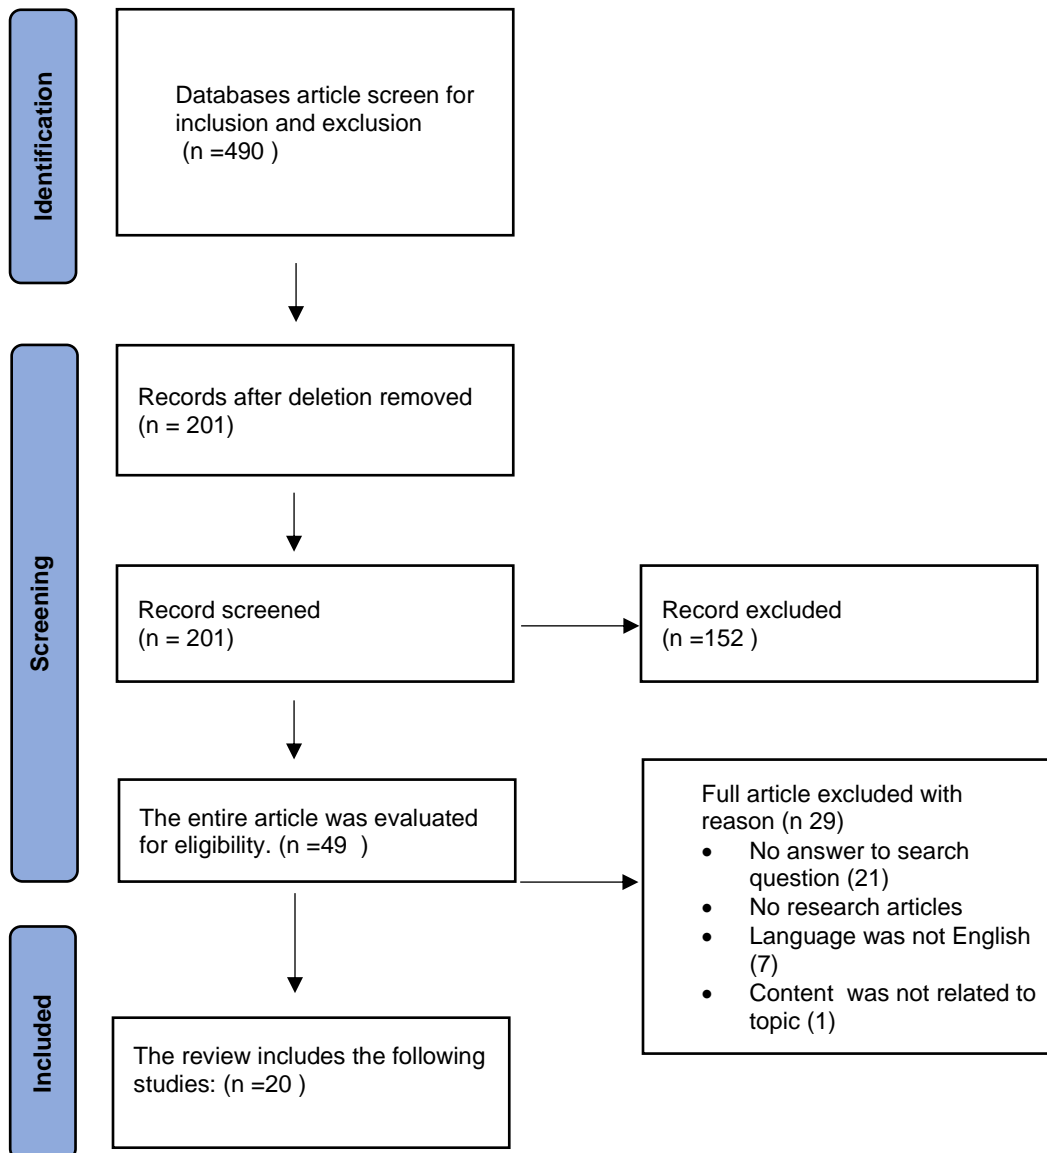 Identification
Databases article screen for
inclusion and exclusion
(n =490 )
Screening
Records after deletion removed
(n = 201)
Record screened
(n = 201)
Record excluded
(n =152 )
The entire article was evaluated
for eligibility. (n =49 )
Full article excluded with
reason (n 29)
• No answer to search
question (21)
• No research articles
• Language was not English
(7)
• Content was not related to
topic (1)
Included
The review includes the following
studies: (n =20 )